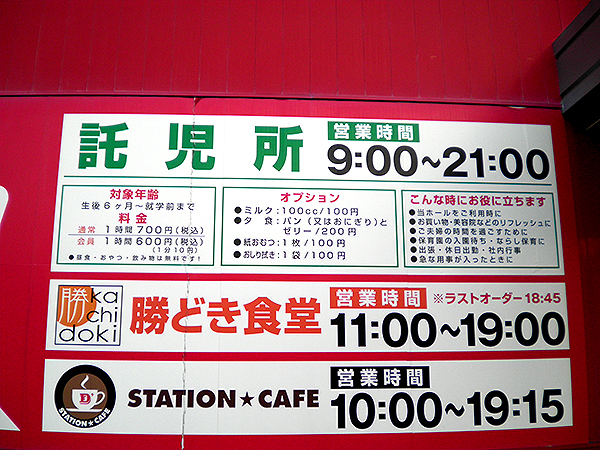 託児所
営業時間
9:00~21:00
対象年齢
生後6ヶ月~就学前まで
料金
通常 1時間700円(税込)
会員 1時間600円(税込)
(1分10円)
●昼食・おやつ・飲み物は無料です!
オプション
●ミルク:100cc/100円
●夕食:パン(又はおにぎり)と
ゼリー/200円
●紙おむつ:1枚/100円
●おしり拭き:1袋/100円
こんな時にお役に立ちます
●当ホールをご利用時に
●お買い物・美容院などのリフレッシュに
●ご夫婦の時間を過ごすために
●保育園の入園待ち・ならし保育に
●出張・休日出勤・社内行事
●急な用事が入ったときに
勝 ka
chi
doki
勝どき食堂
営業時間 ※ラストオーダー 18:45
11:00~19:00
D
STATION★CAFE
STATION★CAFE
営業時間
10:00~19:15